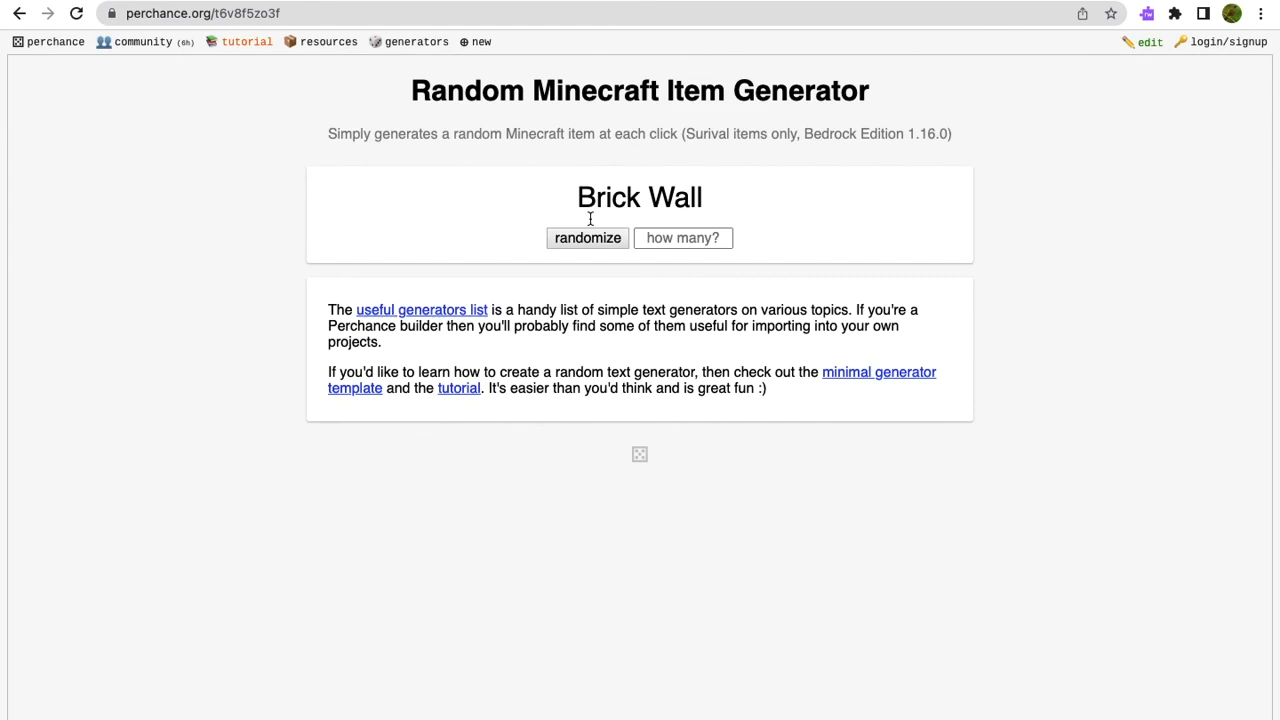 perchance.org/t6v8f5zo3f
perchance community (6h) tutorial resources generators new edit login/signup
Random Minecraft Item Generator
Simply generates a random Minecraft item at each click (Surival items only, Bedrock Edition 1.16.0)
Brick Wall
randomize how many?
The useful generators list is a handy list of simple text generators on various topics. If you're a
Perchance builder then you'll probably find some of them useful for importing into your own
projects.
If you'd like to learn how to create a random text generator, then check out the minimal generator
template and the tutorial. It's easier than you'd think and is great fun :)